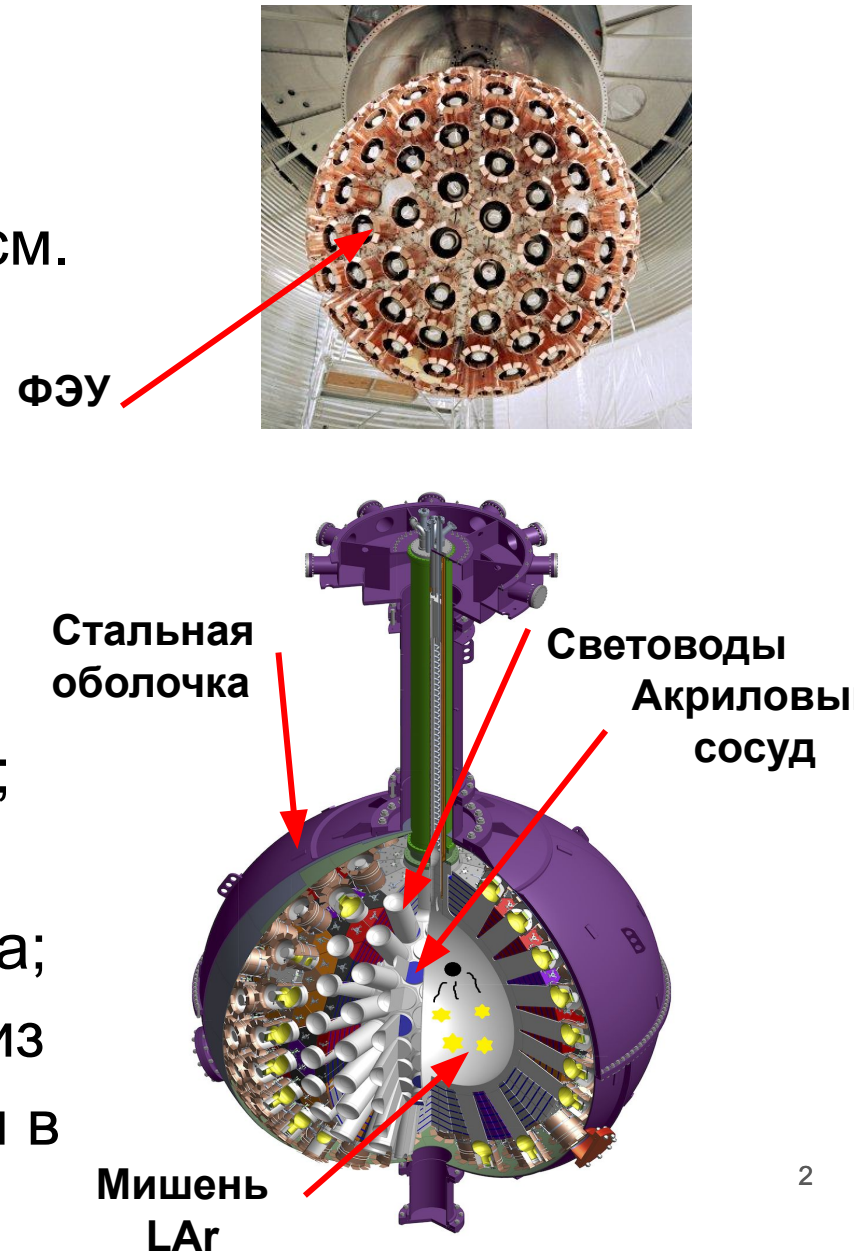 см.
ФЭУ
Стальная
оболочка
Световоды
Акриловы
сосуд
;
а;
из
в
Мишень
LAr
2